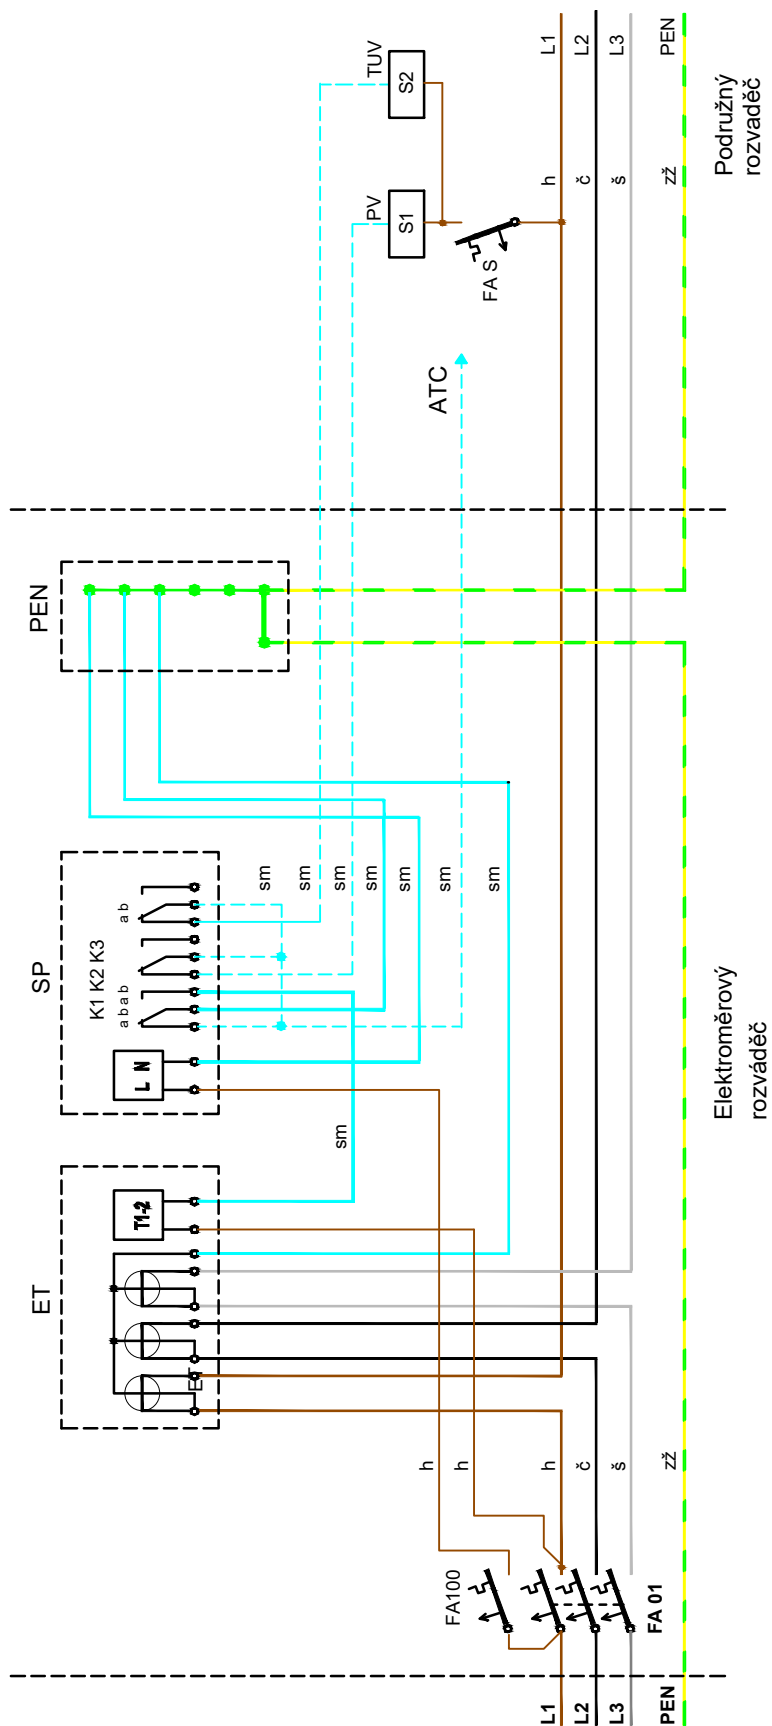 L1
L2
L3
PEN
Podružný
rozvaděč
TUV
S2
h
č
š
zž
PV
S1
FA S
ATC
PEN
sm
sm
sm
sm
sm
sm
sm
SP
K1 K2 K3
a b a b
a b
L N
sm
Elektroměrový
rozváděč
ET
T1-2
ET
h
h
h
č
š
zž
FA100
FA 01
L1
L2
L3
PEN